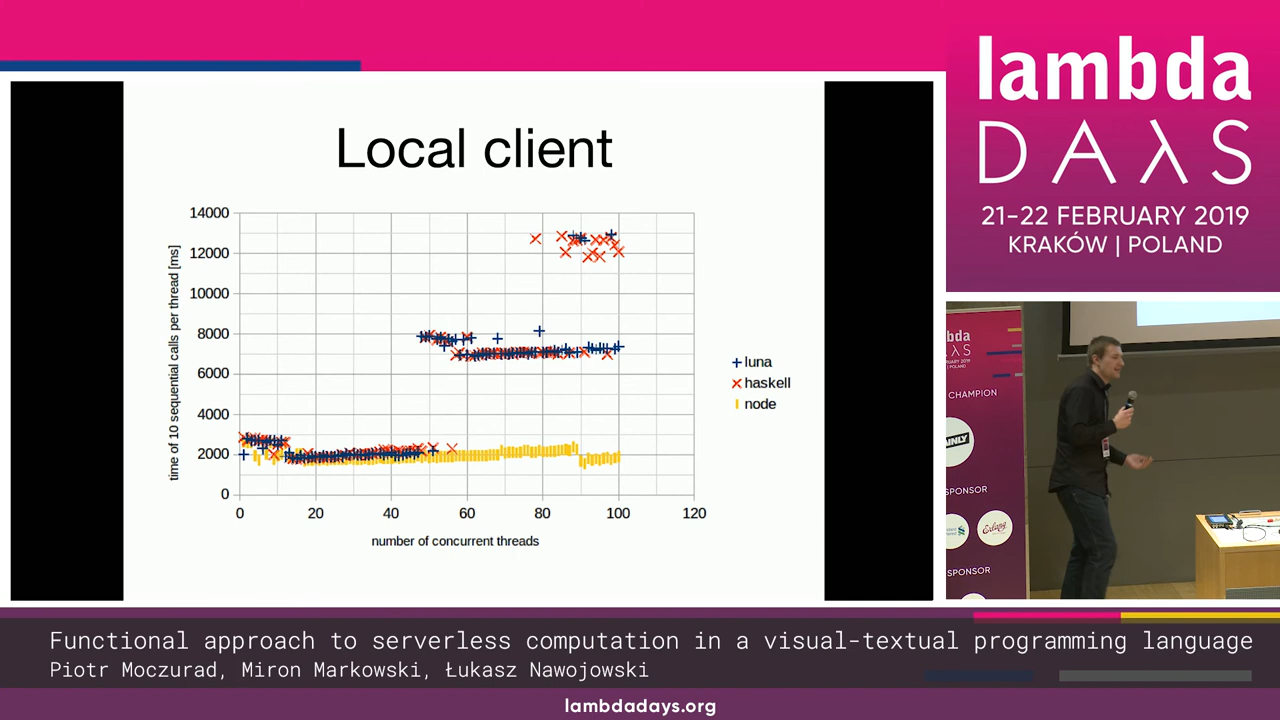 lambda
DAλS
21-22 FEBRUARY 2019
KRAKÓW | POLAND
Local client
time of 10 sequential calls per thread [ms]
14000
12000
10000
8000
6000
4000
2000
0
0 20 40 60 80 100 120
number of concurrent threads
luna
haskell
node
lambda
DAλS
CHAMPION
SPONSOR
SPONSOR
Functional approach to serverless computation in a visual-textual programming language
Piotr Moczurad, Miron Markowski, Łukasz Nawojowski
lambdadays.org